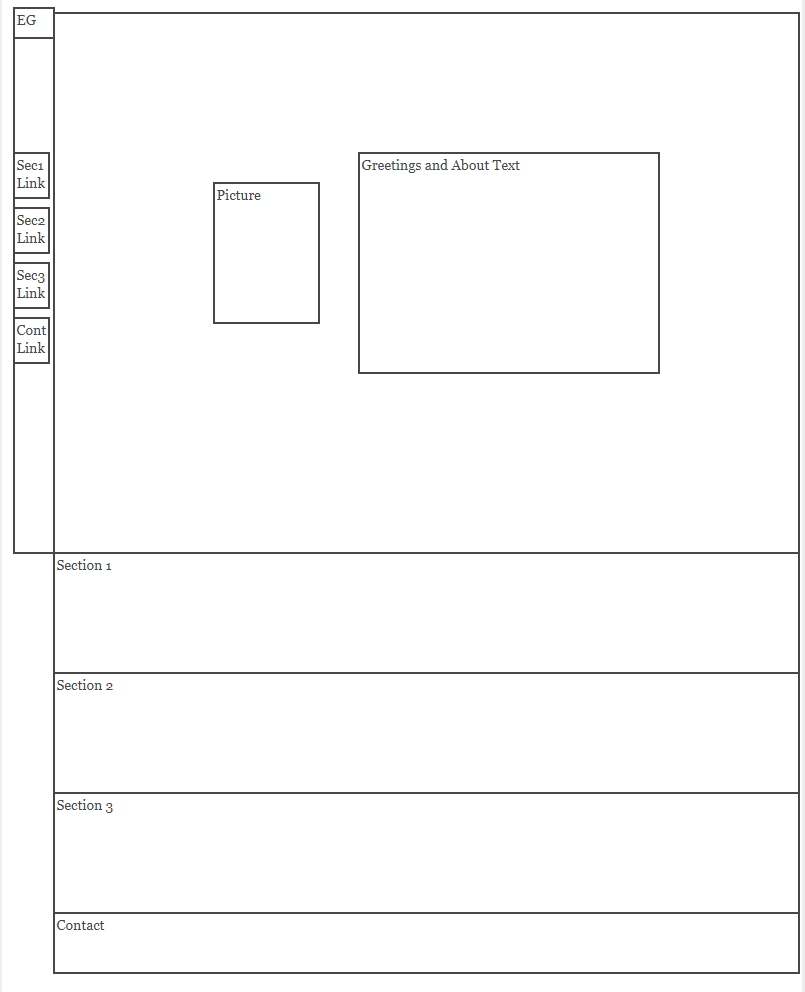 EG
Sec1
Link
Sec2
Link
Sec3
Link
Cont
Link
Picture
Greetings and About Text
Section 1
Section 2
Section 3
Contact